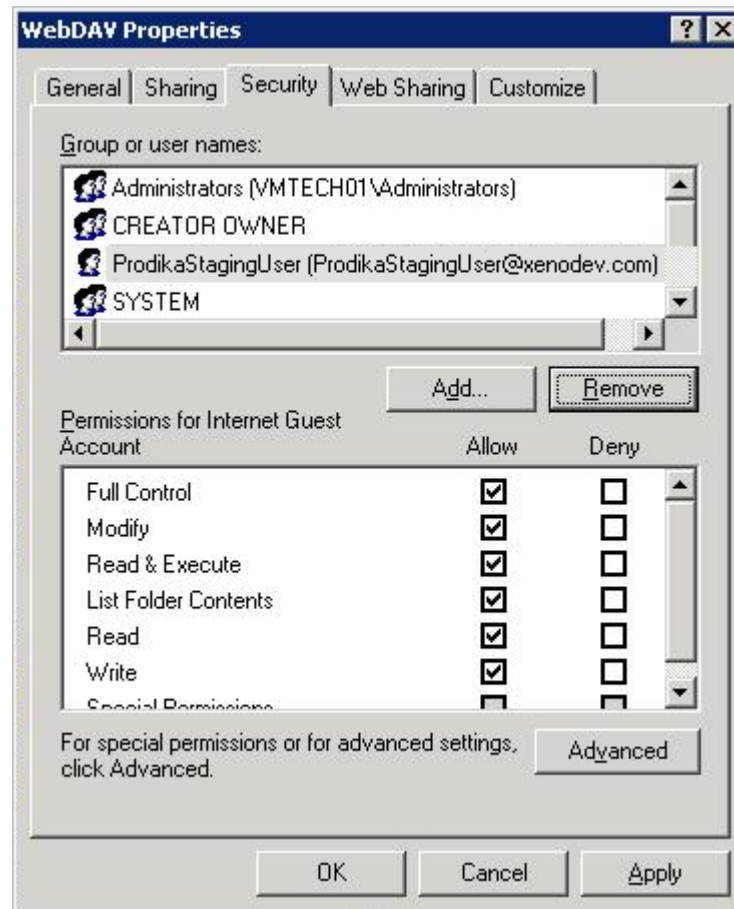 WebDAV Properties
General Sharing Security Web Sharing Customize
Group or user names:
Administrators (VMTECH01\Administrators)
CREATOR OWNER
ProdikaStagingUser (ProdikaStagingUser@xenodev.com)
SYSTEM
Add... Remove
Permissions for Internet Guest
Account Allow Deny
Full Control
Modify
Read & Execute
List Folder Contents
Read
Write
Special Permissions
For special permissions or for advanced settings,
click Advanced.
Advanced
OK Cancel Apply